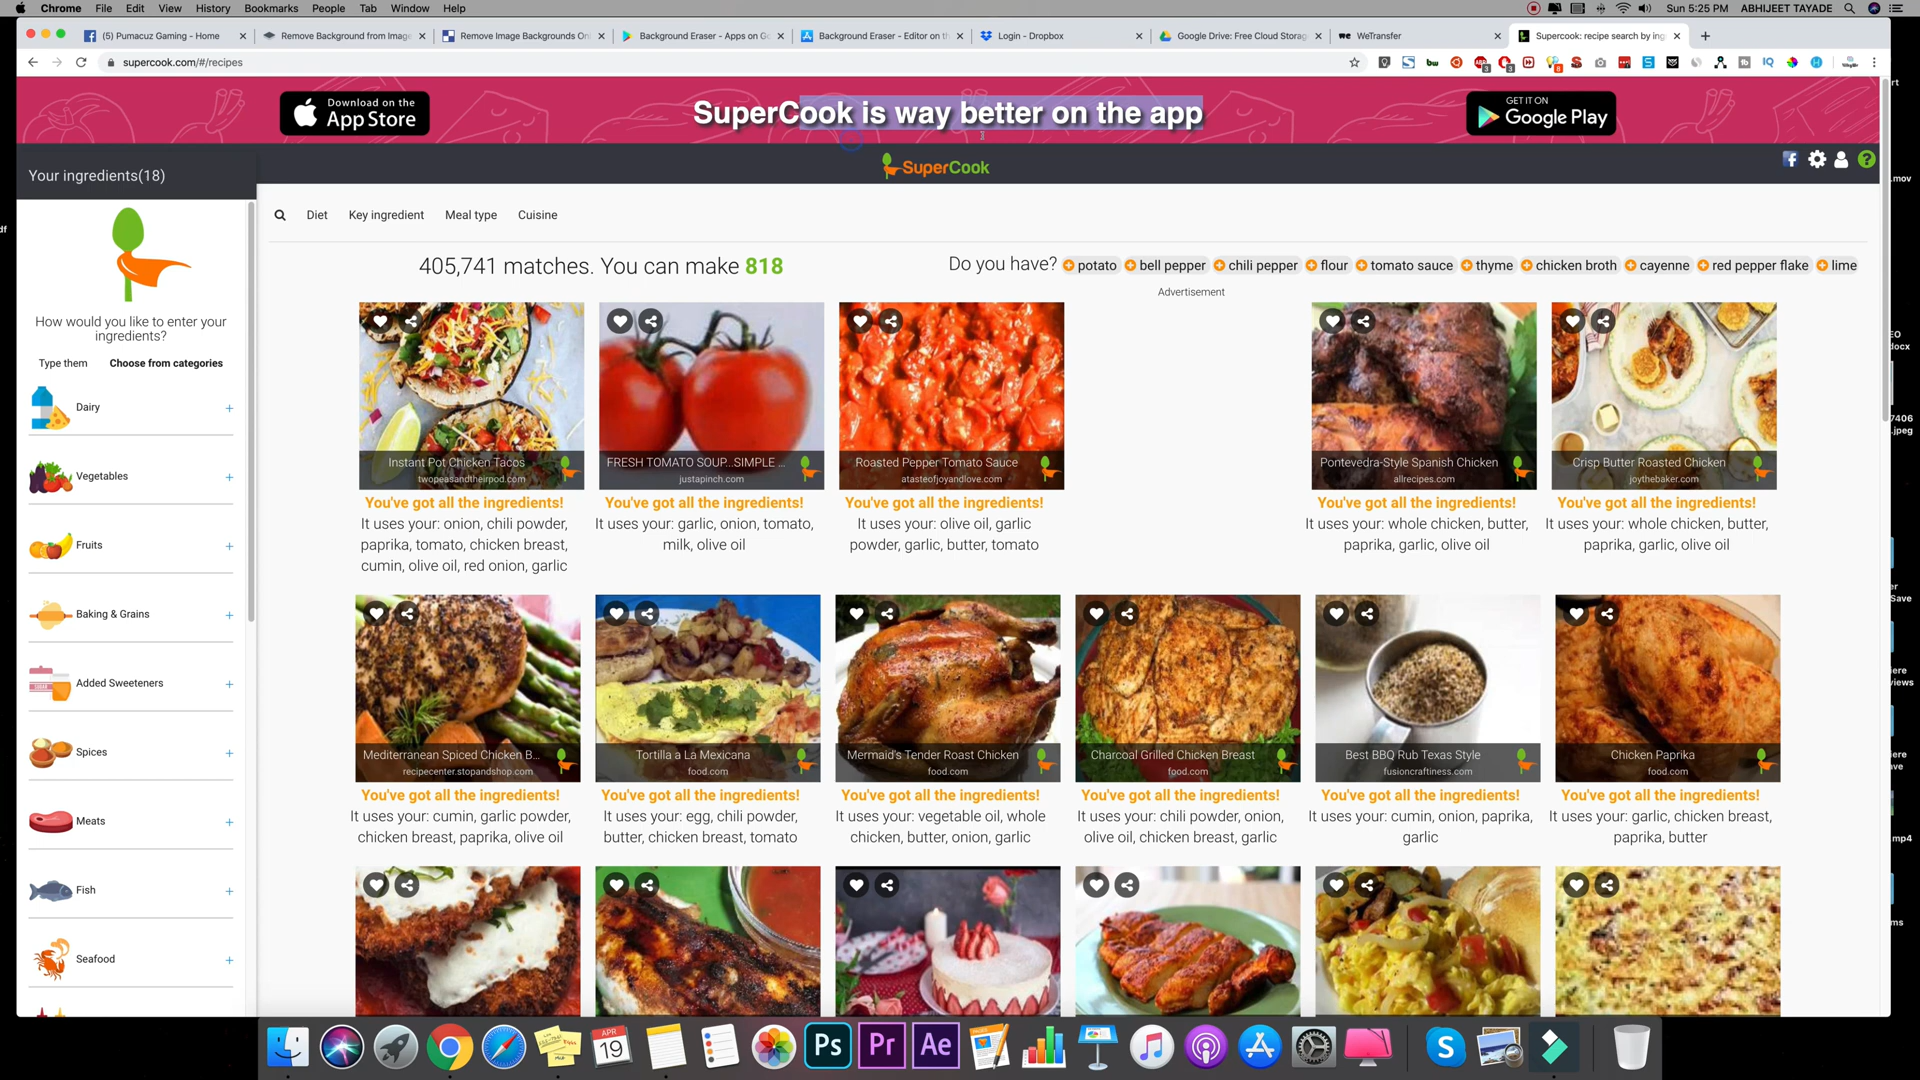 Chrome File Edit View History Bookmarks People Tab Window Help
Sun 5:25 PM ABHIJEET TAYADE
(5) Pumacuz Gaming - Home
Remove Background from Image
Remove Image Backgrounds On
Background Eraser - Apps on G
Background Eraser - Editor on th
Login - Dropbox
Google Drive: Free Cloud Storag
WeTransfer
Supercook: recipe search by ing
supercook.com/#/recipes
Download on the
App Store
SuperCook is way better on the app
GET IT ON
Google Play
Your ingredients(18)
SuperCook
Diet Key ingredient Meal type Cuisine
405,741 matches. You can make 818
Do you have? potato bell pepper chili pepper flour tomato sauce thyme chicken broth cayenne red pepper flake lime
Advertisement
How would you like to enter your
ingredients?
Type them Choose from categories
Dairy +
Vegetables +
Fruits +
Baking & Grains +
Added Sweeteners +
Spices +
Meats +
Fish +
Seafood +
Instant Pot Chicken Tacos
twopeasandtheirpod.com
You've got all the ingredients!
It uses your: onion, chili powder,
paprika, tomato, chicken breast,
cumin, olive oil, red onion, garlic
FRESH TOMATO SOUP...SIMPLE ...
justapinch.com
You've got all the ingredients!
It uses your: garlic, onion, tomato,
milk, olive oil
Roasted Pepper Tomato Sauce
atasteofjoyandlove.com
You've got all the ingredients!
It uses your: olive oil, garlic
powder, garlic, butter, tomato
Pontevedra-Style Spanish Chicken
allrecipes.com
You've got all the ingredients!
It uses your: whole chicken, butter,
paprika, garlic, olive oil
Crisp Butter Roasted Chicken
joythebaker.com
You've got all the ingredients!
It uses your: whole chicken, butter,
paprika, garlic, olive oil
Mediterranean Spiced Chicken B...
recipecenter.stopandshop.com
You've got all the ingredients!
It uses your: cumin, garlic powder,
chicken breast, paprika, olive oil
Tortilla a La Mexicana
food.com
You've got all the ingredients!
It uses your: egg, chili powder,
butter, chicken breast, tomato
Mermaid's Tender Roast Chicken
food.com
You've got all the ingredients!
It uses your: vegetable oil, whole
chicken, butter, onion, garlic
Charcoal Grilled Chicken Breast
food.com
You've got all the ingredients!
It uses your: chili powder, onion,
olive oil, chicken breast, garlic
Best BBQ Rub Texas Style
fusioncraftiness.com
You've got all the ingredients!
It uses your: cumin, onion, paprika,
garlic
Chicken Paprika
food.com
You've got all the ingredients!
It uses your: garlic, chicken breast,
paprika, butter
.mov
docx
7406
.jpeg
Save
views
mp4
APR
19
Ps
Pr
Ae